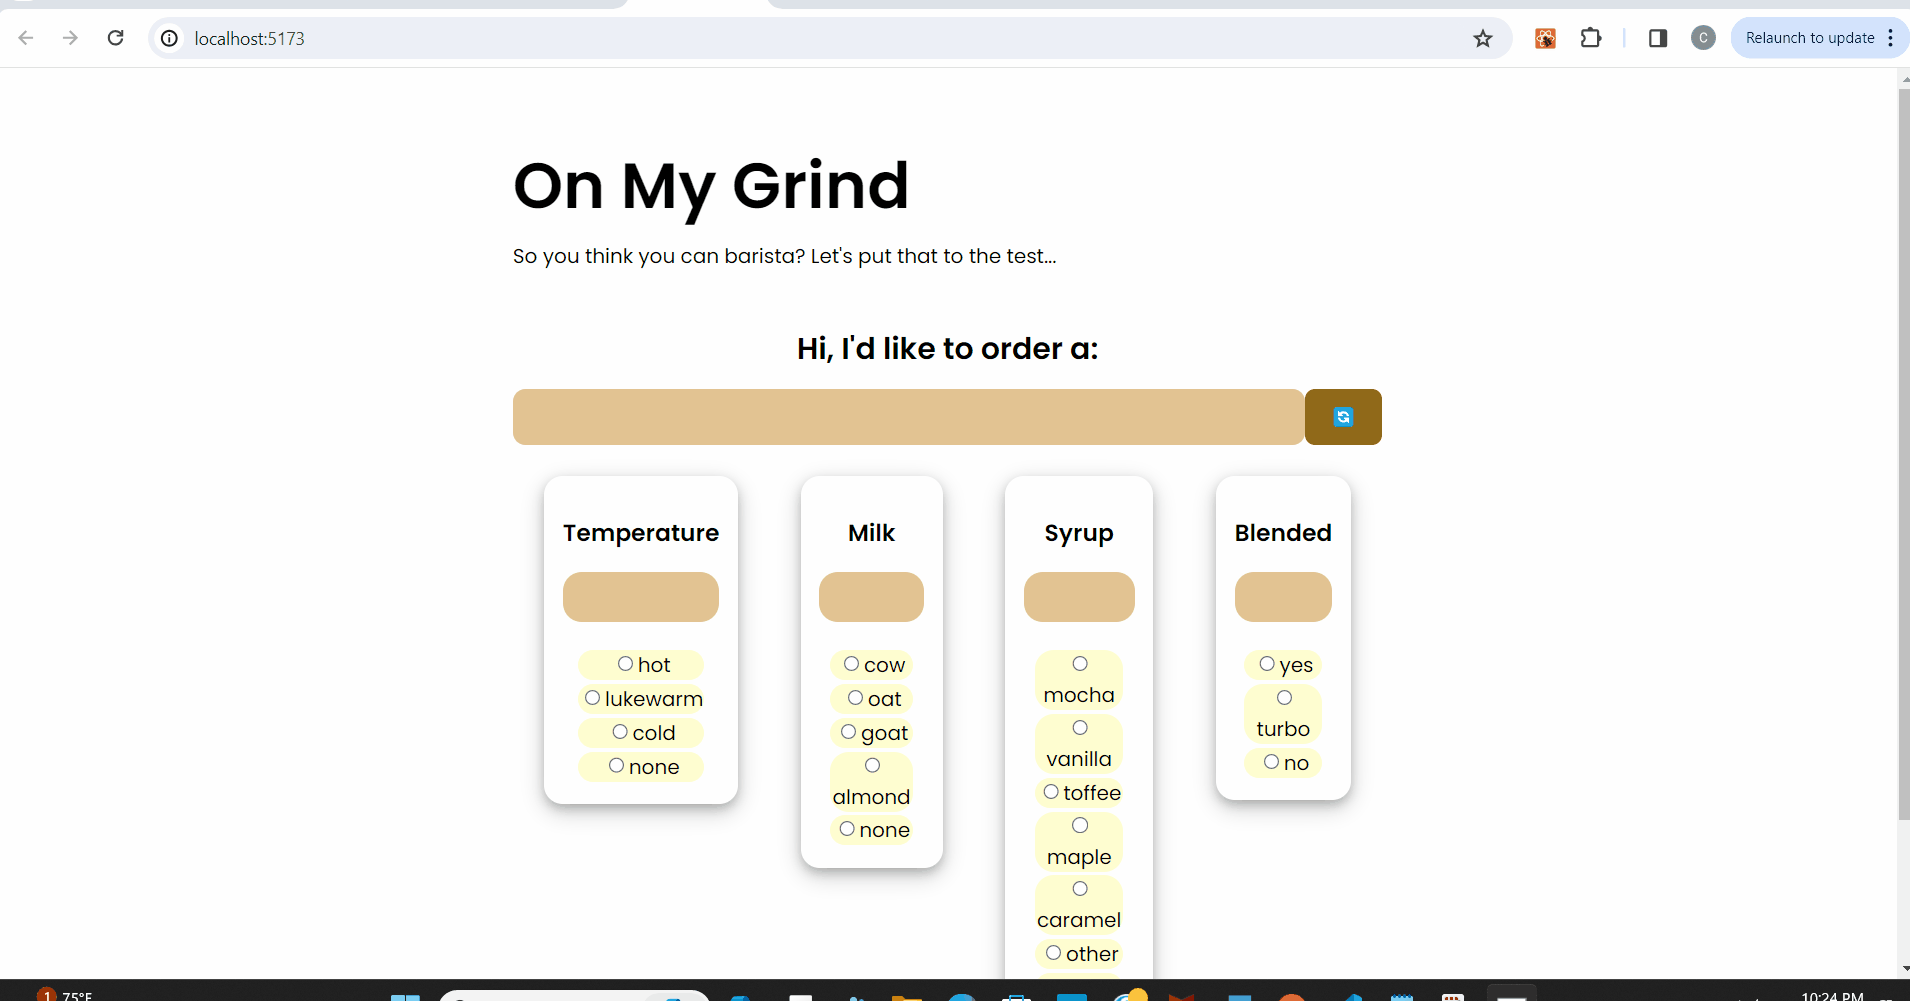 localhost:5173
C
Relaunch to update
On My Grind
So you think you can barista? Let's put that to the test...
Hi, I'd like to order a:
Temperature
hot
lukewarm
cold
none
Milk
cow
oat
goat
almond
none
Syrup
mocha
vanilla
toffee
maple
caramel
other
Blended
yes
turbo
no
1
75°F
10:24 PM